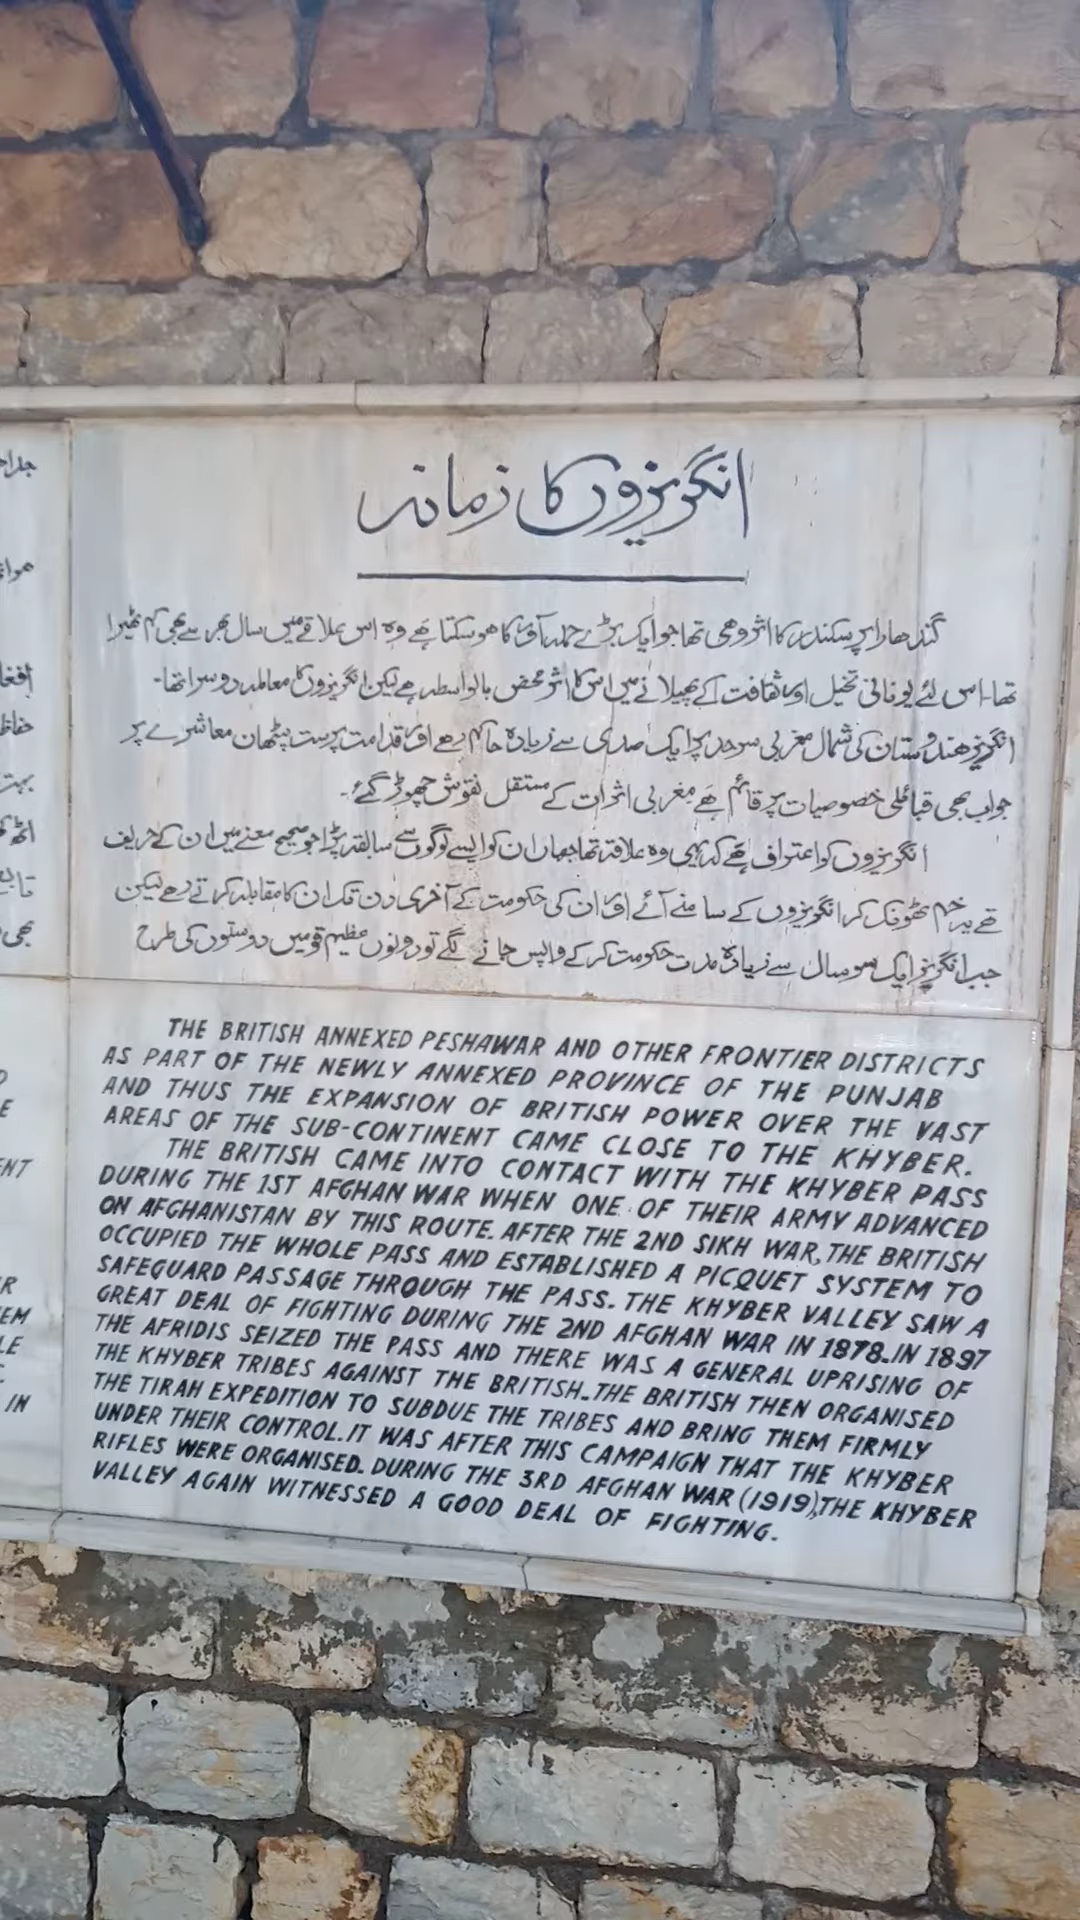 انگریزوں کا زمانہ
گندھارا پر سکندر کا اثر وہی تھا جو ایک بڑے حملہ آور کا ھو سکتا ھے وہ اس علاقے میں سال بھر سے بھی کم ٹھہرا
تھا۔ اس لئے یونانی تخیل اور ثقافت کے پھیلانے میں اس کا اثر محض بالواسطہ ھے لیکن انگریزوں کا معاملہ دوسرا تھا۔
انگریز ھندوستان کی شمال مغربی سرحد پر ایک صدی سے زیادہ حاکم رھے اور قدامت پرست پٹھان معاشرے پر
جو اب بھی قبائلی خصوصیات پر قائم ھے مغربی اثرات کے مستقل نقوش چھوڑ گئے۔
انگریزوں کو اعتراف ھے کہ یہی وہ علاقہ تھا جہاں ان کو ایسے لوگوں سے سابقہ پڑا جو صحیح معنے میں ان کے حریف
تھے یہ خم ٹھونک کر انگریزوں کے سامنے آئے اور ان کی حکومت کے آخری دن تک ان کا مقابلہ کرتے رھے لیکن
جب انگریز ایک سو سال سے زیادہ مدت حکومت کر کے واپس جانے لگے تو دونوں عظیم قومیں دوستوں کی طرح
THE BRITISH ANNEXED PESHAWAR AND OTHER FRONTIER DISTRICTS
AS PART OF THE NEWLY ANNEXED PROVINCE OF THE PUNJAB
AND THUS THE EXPANSION OF BRITISH POWER OVER THE VAST
AREAS OF THE SUB-CONTINENT CAME CLOSE TO THE KHYBER.
THE BRITISH CAME INTO CONTACT WITH THE KHYBER PASS
DURING THE 1ST AFGHAN WAR WHEN ONE OF THEIR ARMY ADVANCED
ON AFGHANISTAN BY THIS ROUTE. AFTER THE 2ND SIKH WAR, THE BRITISH
OCCUPIED THE WHOLE PASS AND ESTABLISHED A PICQUET SYSTEM TO
SAFEGUARD PASSAGE THROUGH THE PASS. THE KHYBER VALLEY SAW A
GREAT DEAL OF FIGHTING DURING THE 2ND AFGHAN WAR IN 1878. IN 1897
THE AFRIDIS SEIZED THE PASS AND THERE WAS A GENERAL UPRISING OF
THE KHYBER TRIBES AGAINST THE BRITISH. THE BRITISH THEN ORGANISED
THE TIRAH EXPEDITION TO SUBDUE THE TRIBES AND BRING THEM FIRMLY
UNDER THEIR CONTROL. IT WAS AFTER THIS CAMPAIGN THAT THE KHYBER
RIFLES WERE ORGANISED. DURING THE 3RD AFGHAN WAR (1919), THE KHYBER
VALLEY AGAIN WITNESSED A GOOD DEAL OF FIGHTING.